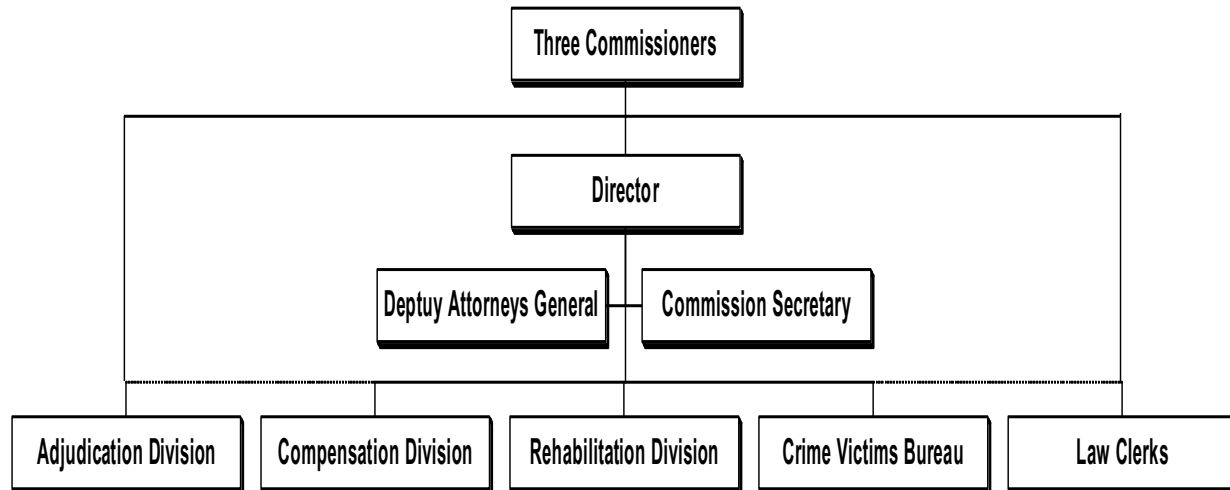 Three Commissioners
Director
Deptuy Attorneys General
Commission Secretary
Adjudication Division
Compensation Division
Rehabilitation Division
Crime Victims Bureau
Law Clerks